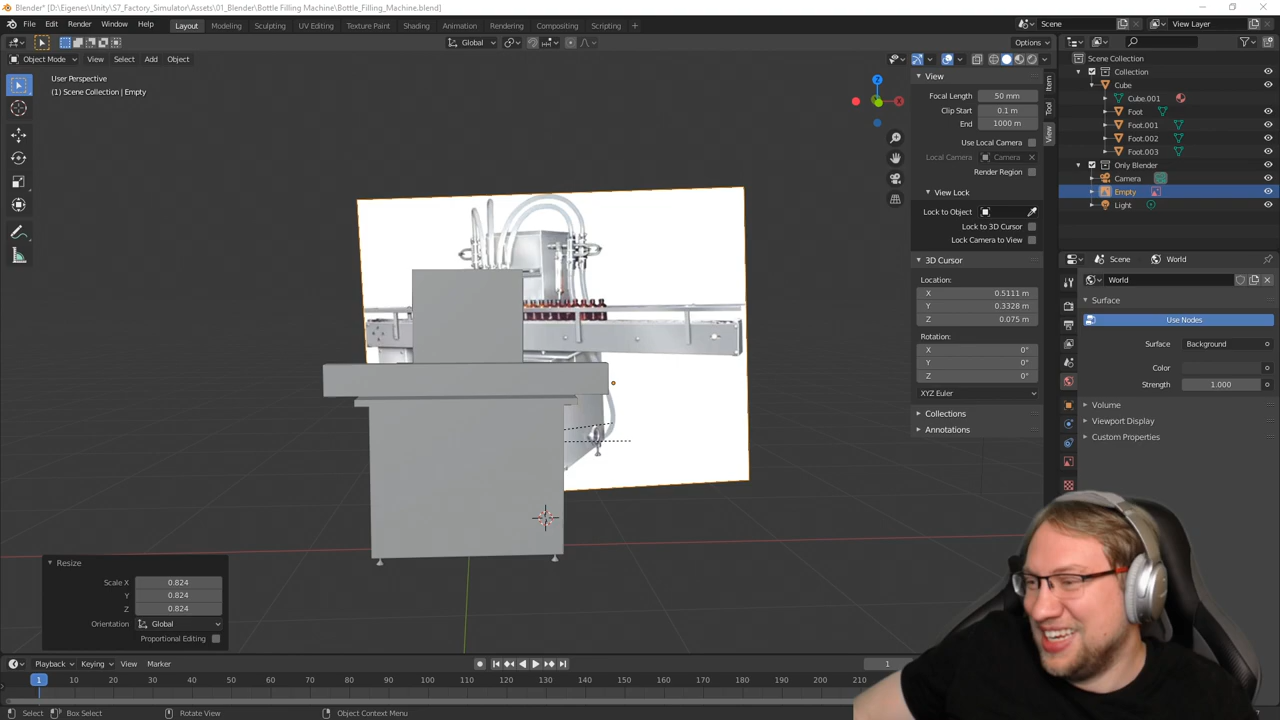 Blender* [D:\Eigenes\Unity\S7_Factory_Simulator\Assets\01_Blender\Bottle Filling Machine\Bottle_Filling_Machine.blend]
File Edit Render Window Help Layout Modeling Sculpting UV Editing Texture Paint Shading Animation Rendering Compositing Scripting + Scene View Layer
Global Options
Object Mode View Select Add Object
User Perspective
(1) Scene Collection | Empty
Z
X
View
Focal Length 50 mm
Clip Start 0.1 m
End 1000 m
Use Local Camera
Local Camera Camera
Render Region
View Lock
Lock to Object
Lock to 3D Cursor
Lock Camera to View
3D Cursor
Location:
X 0.5111 m
Y 0.3328 m
Z 0.075 m
Rotation:
X 0°
Y 0°
Z 0°
XYZ Euler
Collections
Annotations
Item
Tool
View
Scene Collection
Collection
Cube
Cube.001
Foot
Foot.001
Foot.002
Foot.003
Only Blender
Camera
Empty
Light
Scene World
World
Surface
Use Nodes
Surface Background
Color
Strength 1.000
Volume
Viewport Display
Custom Properties
Resize
Scale X 0.824
Y 0.824
Z 0.824
Orientation Global
Proportional Editing
Playback Keying View Marker 1
1 10 20 30 40 50 60 70 80 90 100 110 120 130 140 150 160 170 180 190 200 210
Select Box Select Rotate View Object Context Menu